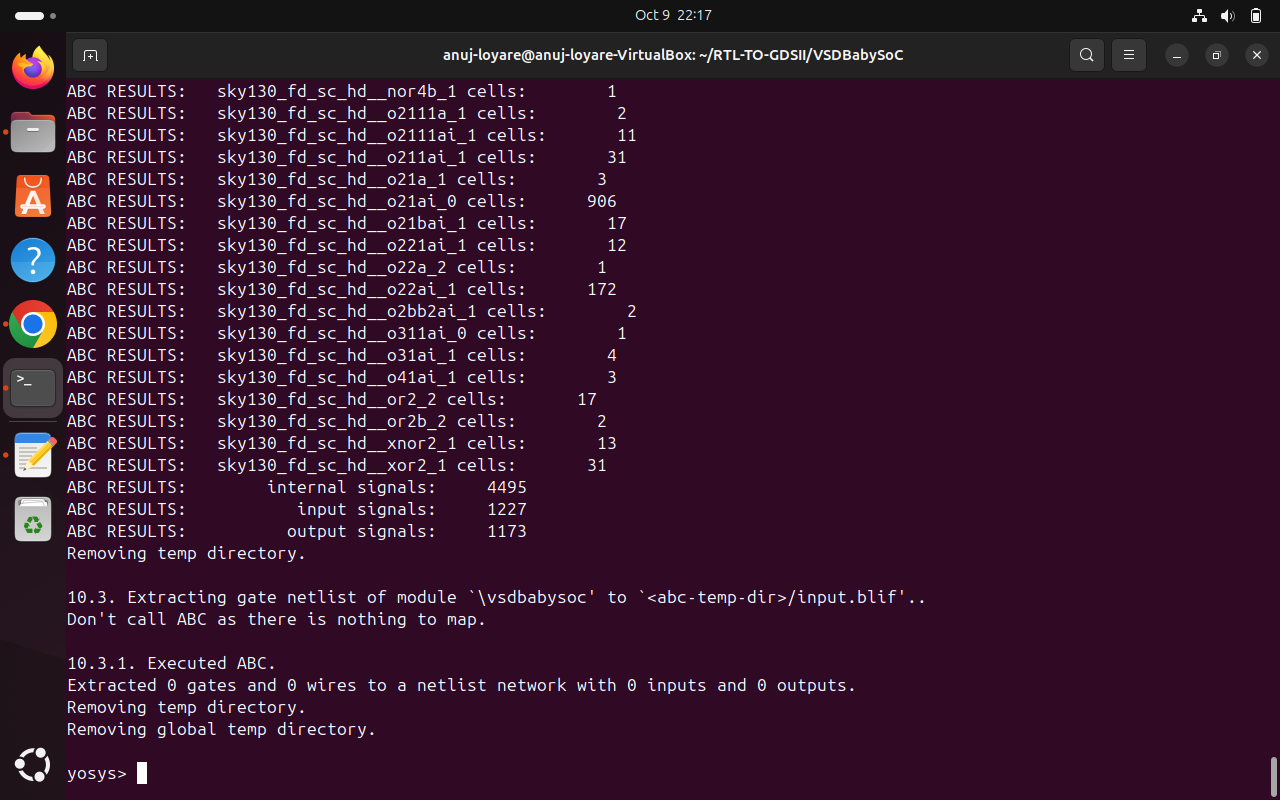 Oct 9 22:17
anuj-loyare@anuj-loyare-VirtualBox: ~/RTL-TO-GDSII/VSDBabySoC
ABC RESULTS:   sky130_fd_sc_hd__nor4b_1 cells:        1
ABC RESULTS:   sky130_fd_sc_hd__o2111a_1 cells:        2
ABC RESULTS:   sky130_fd_sc_hd__o2111ai_1 cells:       11
ABC RESULTS:   sky130_fd_sc_hd__o211ai_1 cells:       31
ABC RESULTS:   sky130_fd_sc_hd__o21a_1 cells:        3
ABC RESULTS:   sky130_fd_sc_hd__o21ai_0 cells:      906
ABC RESULTS:   sky130_fd_sc_hd__o21bai_1 cells:       17
ABC RESULTS:   sky130_fd_sc_hd__o221ai_1 cells:       12
ABC RESULTS:   sky130_fd_sc_hd__o22a_2 cells:        1
ABC RESULTS:   sky130_fd_sc_hd__o22ai_1 cells:      172
ABC RESULTS:   sky130_fd_sc_hd__o2bb2ai_1 cells:        2
ABC RESULTS:   sky130_fd_sc_hd__o311ai_0 cells:        1
ABC RESULTS:   sky130_fd_sc_hd__o31ai_1 cells:        4
ABC RESULTS:   sky130_fd_sc_hd__o41ai_1 cells:        3
ABC RESULTS:   sky130_fd_sc_hd__or2_2 cells:       17
ABC RESULTS:   sky130_fd_sc_hd__or2b_2 cells:        2
ABC RESULTS:   sky130_fd_sc_hd__xnor2_1 cells:       13
ABC RESULTS:   sky130_fd_sc_hd__xor2_1 cells:       31
ABC RESULTS:        internal signals:     4495
ABC RESULTS:           input signals:     1227
ABC RESULTS:          output signals:     1173
Removing temp directory.
10.3. Extracting gate netlist of module `\vsdbabysoc' to `<abc-temp-dir>/input.blif'..
Don't call ABC as there is nothing to map.
10.3.1. Executed ABC.
Extracted 0 gates and 0 wires to a netlist network with 0 inputs and 0 outputs.
Removing temp directory.
Removing global temp directory.
yosys>